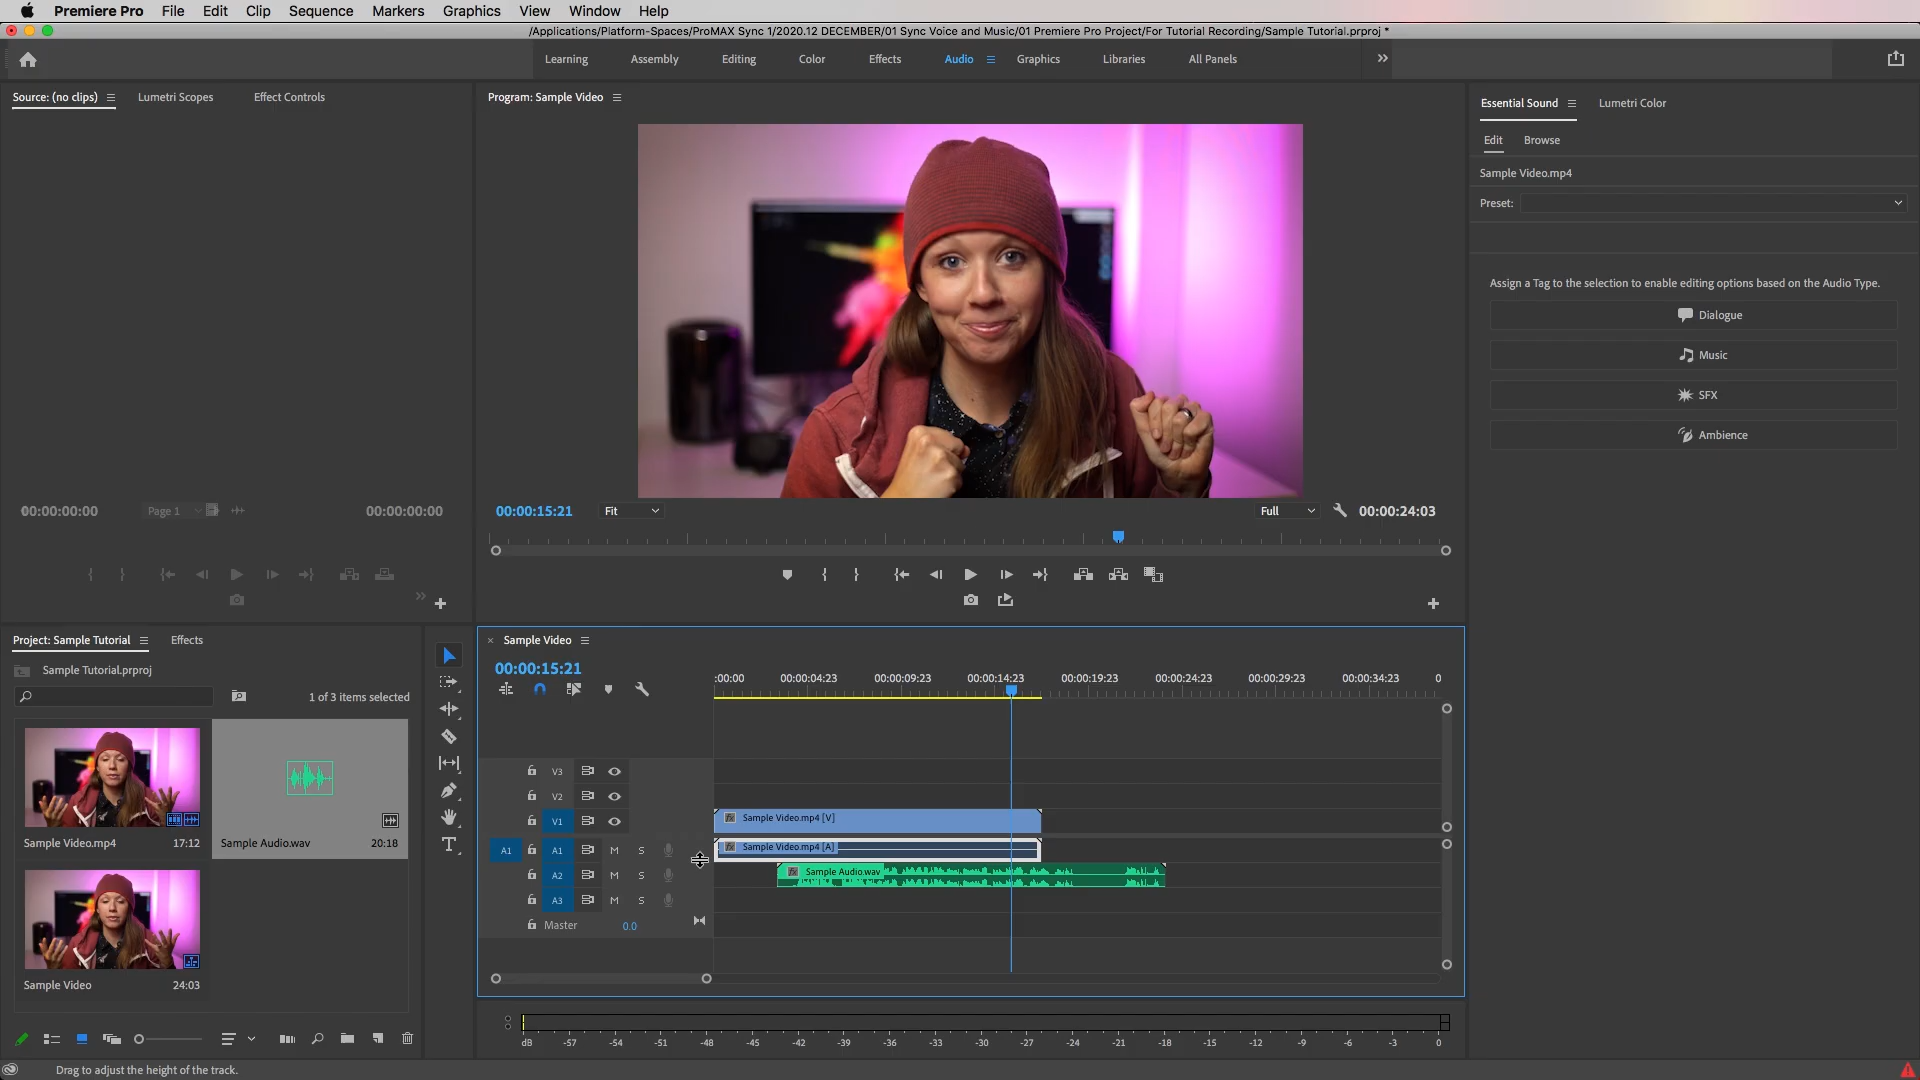 Premiere Pro File Edit Clip Sequence Markers Graphics View Window Help
/Applications/Platform-Spaces/ProMAX Sync 1/2020.12 DECEMBER/01 Sync Voice and Music/01 Premiere Pro Project/For Tutorial Recording/Sample Tutorial.prproj *
Learning Assembly Editing Color Effects Audio Graphics Libraries All Panels
Source: (no clips) Lumetri Scopes Effect Controls
Program: Sample Video
Essential Sound Lumetri Color
Edit Browse
Sample Video.mp4
Preset:
Assign a Tag to the selection to enable editing options based on the Audio Type.
Dialogue
Music
SFX
Ambience
00:00:00:00 Page 1 00:00:00:00
00:00:15:21 Fit Full 00:00:24:03
Project: Sample Tutorial Effects
Sample Tutorial.prproj
1 of 3 items selected
Sample Video.mp4 17:12
Sample Audio.wav 20:18
Sample Video 24:03
Sample Video
00:00:15:21
:00:00 00:00:04:23 00:00:09:23 00:00:14:23 00:00:19:23 00:00:24:23 00:00:29:23 00:00:34:23 0
V3
V2
V1 Sample Video.mp4 [V]
A1 A1 M S Sample Video.mp4 [A]
A2 M S Sample Audio.wav
A3 M S
Master 0.0
dB -57 -54 -51 -48 -45 -42 -39 -36 -33 -30 -27 -24 -21 -18 -15 -12 -9 -6 -3 0
Drag to adjust the height of the track.